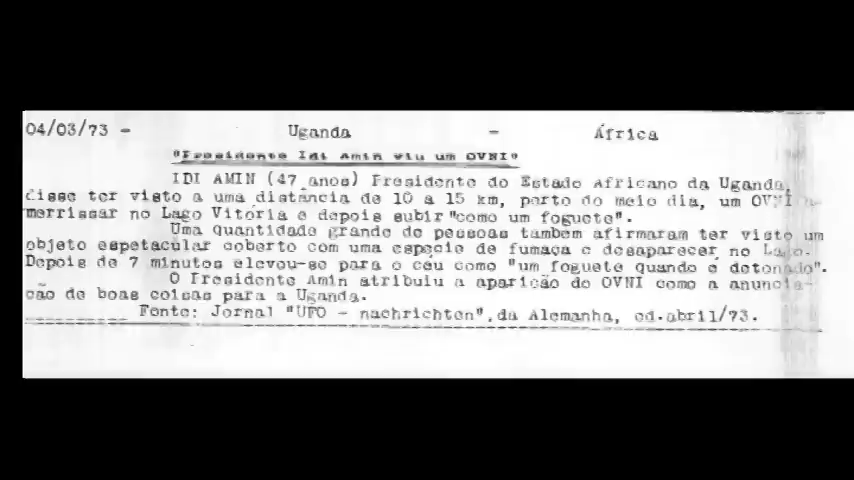 04/03/73 - Uganda - África
"Presidente Idi Amin viu um OVNI"
IDI AMIN (47 anos) Presidente do Estado Africano da Uganda,
disse ter visto a uma distância de 10 a 15 km, perto do meio dia, um OVNI a-
merrissar no Lago Vitória e depois subir "como um foguete".
Uma quantidade grande de pessoas tambem afirmaram ter visto um
objeto espetacular coberto com uma espécie de fumaça e desaparecer no Lago.
Depois de 7 minutos elevou-se para o céu como "um foguete quando é detonado".
O Presidente Amin atribuiu a aparição do OVNI como a anuncia-
ção de boas coisas para a Uganda.
Fonte: Jornal "UFO - nachrichten", da Alemanha, ed.abril/73.